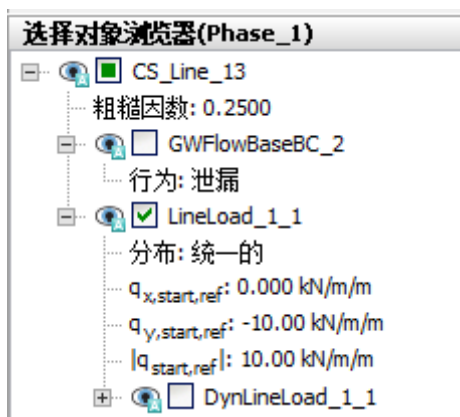 选择对象浏览器(Phase_1)
CS_Line_13
粗糙因数: 0.2500
GWFlowBaseBC_2
行为: 泄漏
LineLoad_1_1
分布: 统一的
qx,start,ref: 0.000 kN/m/m
qy,start,ref: -10.00 kN/m/m
|qstart,ref|: 10.00 kN/m/m
DynLineLoad_1_1